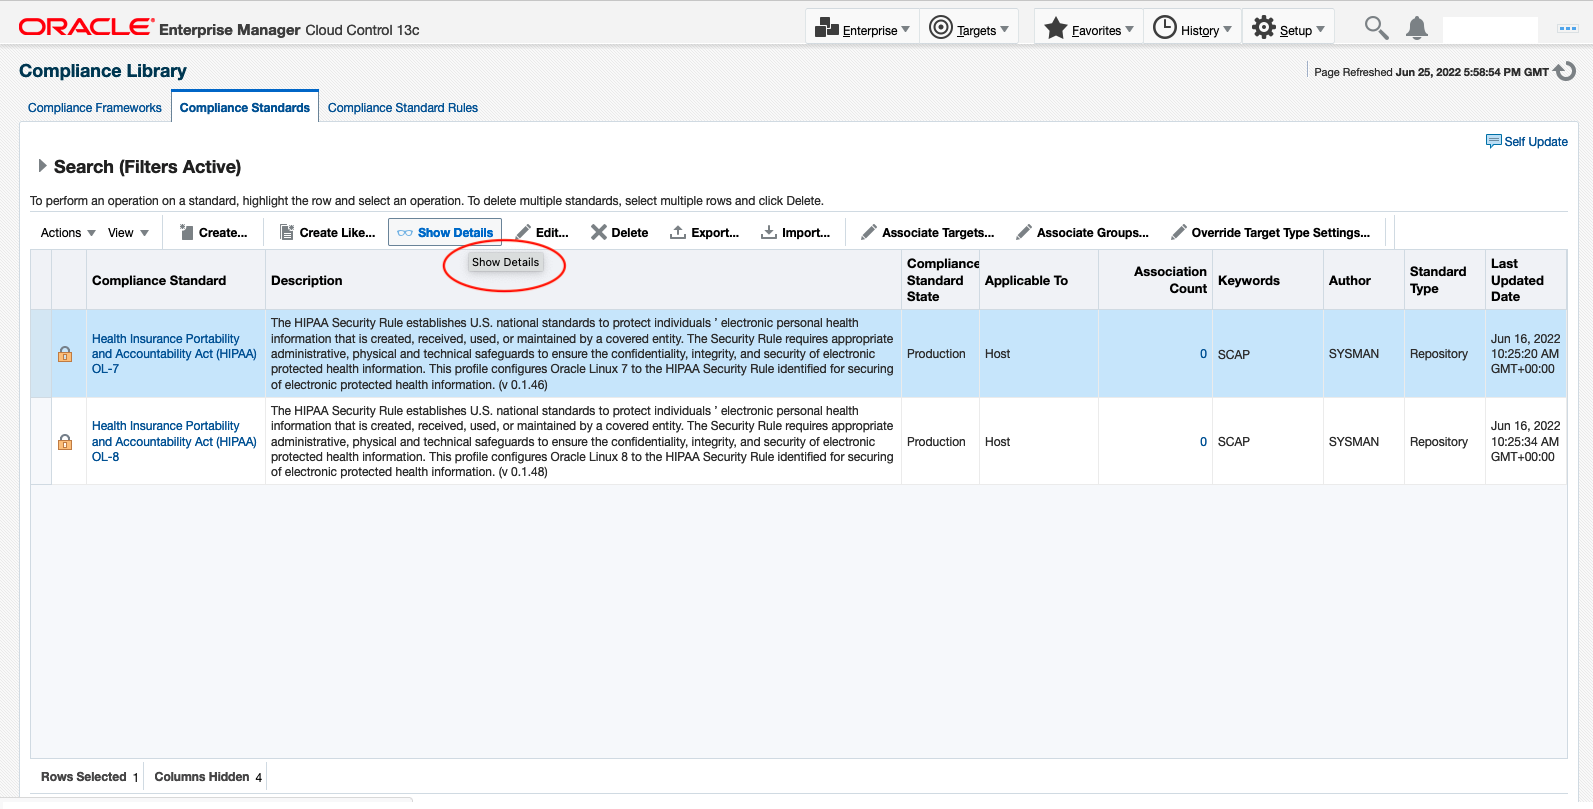 ORACLE Enterprise Manager Cloud Control 13c
Enterprise Targets Favorites History Setup
Compliance Library
Page Refreshed Jun 25, 2022 5:58:54 PM GMT
Compliance Frameworks Compliance Standards Compliance Standard Rules
Self Update
Search (Filters Active)
To perform an operation on a standard, highlight the row and select an operation. To delete multiple standards, select multiple rows and click Delete.
Actions View Create... Create Like... Show Details Edit... Delete Export... Import... Associate Targets... Associate Groups... Override Target Type Settings...
Show Details
Compliance Standard
Description
Compliance
Standard
State
Applicable To
Association
Count
Keywords
Author
Standard
Type
Last
Updated
Date
Health Insurance Portability
and Accountability Act (HIPAA)
OL-7
The HIPAA Security Rule establishes U.S. national standards to protect individuals ’ electronic personal health
information that is created, received, used, or maintained by a covered entity. The Security Rule requires appropriate
administrative, physical and technical safeguards to ensure the confidentiality, integrity, and security of electronic
protected health information. This profile configures Oracle Linux 7 to the HIPAA Security Rule identified for securing
of electronic protected health information. (v 0.1.46)
Production
Host
0
SCAP
SYSMAN
Repository
Jun 16, 2022
10:25:20 AM
GMT+00:00
Health Insurance Portability
and Accountability Act (HIPAA)
OL-8
The HIPAA Security Rule establishes U.S. national standards to protect individuals ’ electronic personal health
information that is created, received, used, or maintained by a covered entity. The Security Rule requires appropriate
administrative, physical and technical safeguards to ensure the confidentiality, integrity, and security of electronic
protected health information. This profile configures Oracle Linux 8 to the HIPAA Security Rule identified for securing
of electronic protected health information. (v 0.1.48)
Production
Host
0
SCAP
SYSMAN
Repository
Jun 16, 2022
10:25:34 AM
GMT+00:00
Rows Selected 1 Columns Hidden 4